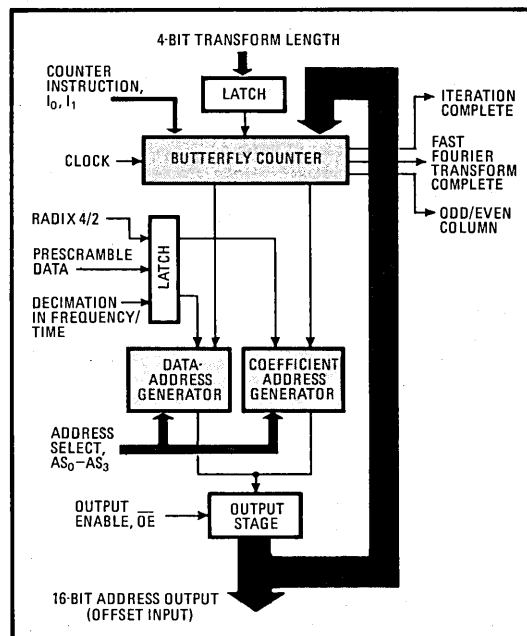 4-BIT TRANSFORM LENGTH
COUNTER
INSTRUCTION,
I₀, I₁
LATCH
ITERATION
COMPLETE
CLOCK
BUTTERFLY COUNTER
FAST
FOURIER
TRANSFORM
COMPLETE
ODD/EVEN
COLUMN
RADIX 4/2
PRESCRAMBLE
DATA
DECIMATION
IN FREQUENCY/
TIME
LATCH
DATA-
ADDRESS
GENERATOR
COEFFICIENT
ADDRESS
GENERATOR
ADDRESS
SELECT,
AS₀–AS₃
OUTPUT
ENABLE, O̅E̅
OUTPUT
STAGE
16-BIT ADDRESS OUTPUT
(OFFSET INPUT)